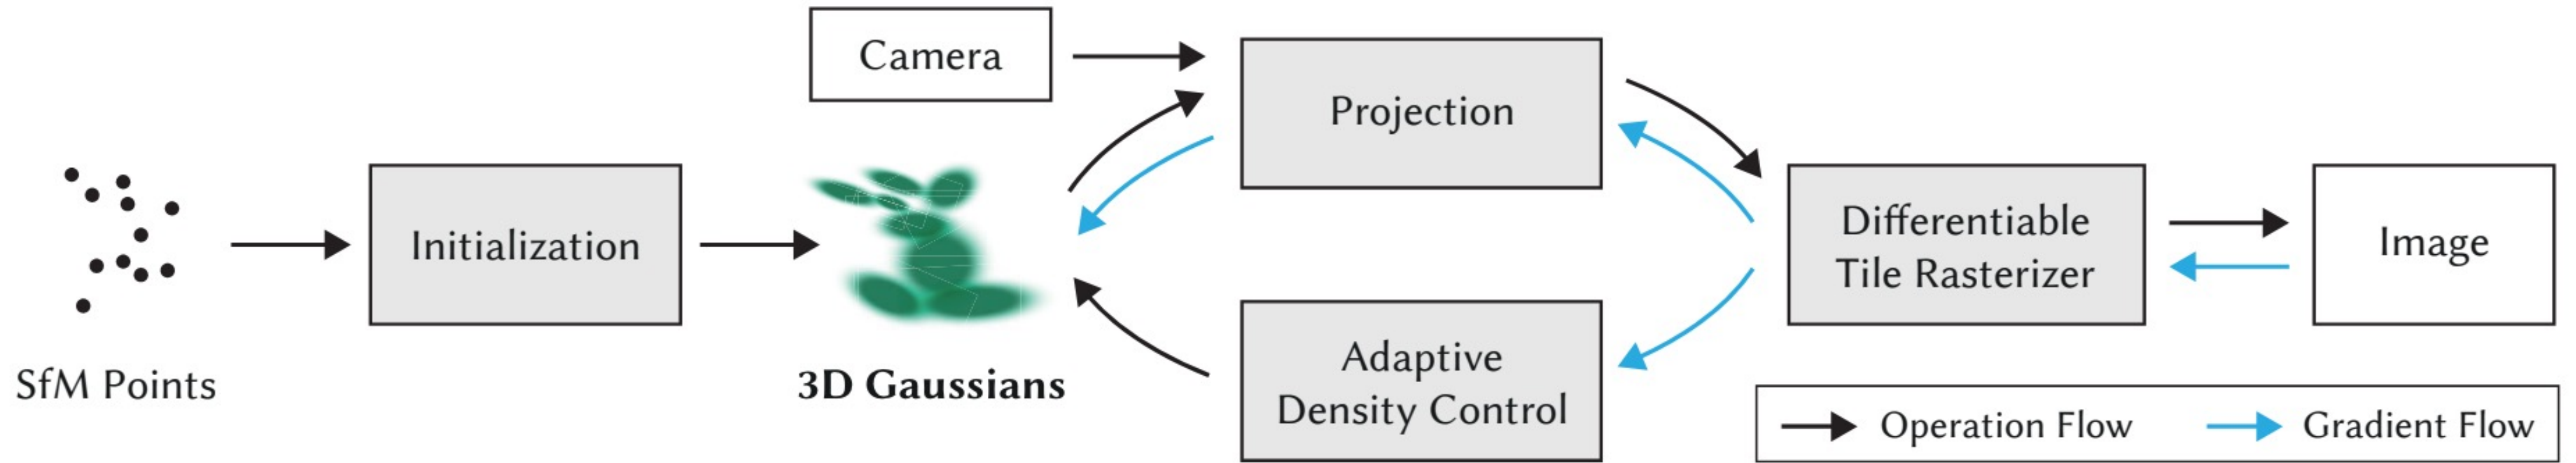 Camera
Projection
Initialization
Differentiable
Tile Rasterizer
Image
SfM Points
3D Gaussians
Adaptive
Density Control
Operation Flow
Gradient Flow